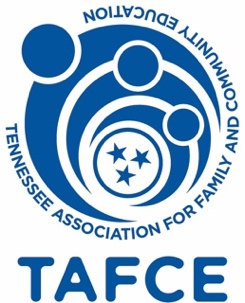 TENNESSEE ASSOCIATION FOR FAMILY AND COMMUNITY EDUCATION
TAFCE